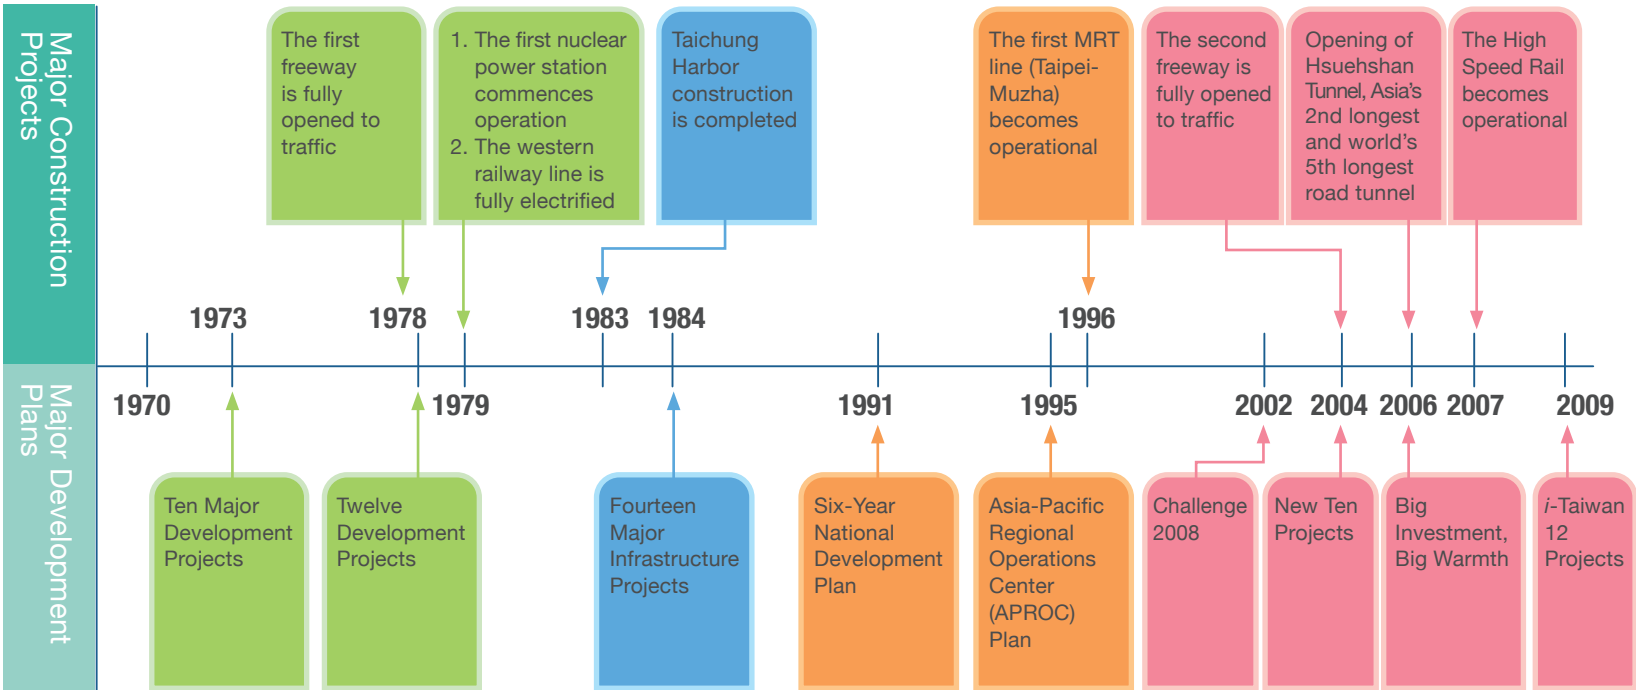 Major Construction
Projects
The first
freeway
is fully
opened to
traffic
1. The first nuclear
power station
commences
operation
2. The western
railway line is
fully electrified
Taichung
Harbor
construction
is completed
The first MRT
line (Taipei-
Muzha)
becomes
operational
The second
freeway is
fully opened
to traffic
Opening of
Hsuehshan
Tunnel, Asia’s
2nd longest
and world’s
5th longest
road tunnel
The High
Speed Rail
becomes
operational
1973
1978
1983
1984
1996
1970
1979
1991
1995
2002
2004
2006
2007
2009
Major Development
Plans
Ten Major
Development
Projects
Twelve
Development
Projects
Fourteen
Major
Infrastructure
Projects
Six-Year
National
Development
Plan
Asia-Pacific
Regional
Operations
Center
(APROC)
Plan
Challenge
2008
New Ten
Projects
Big
Investment,
Big Warmth
i-Taiwan
12
Projects